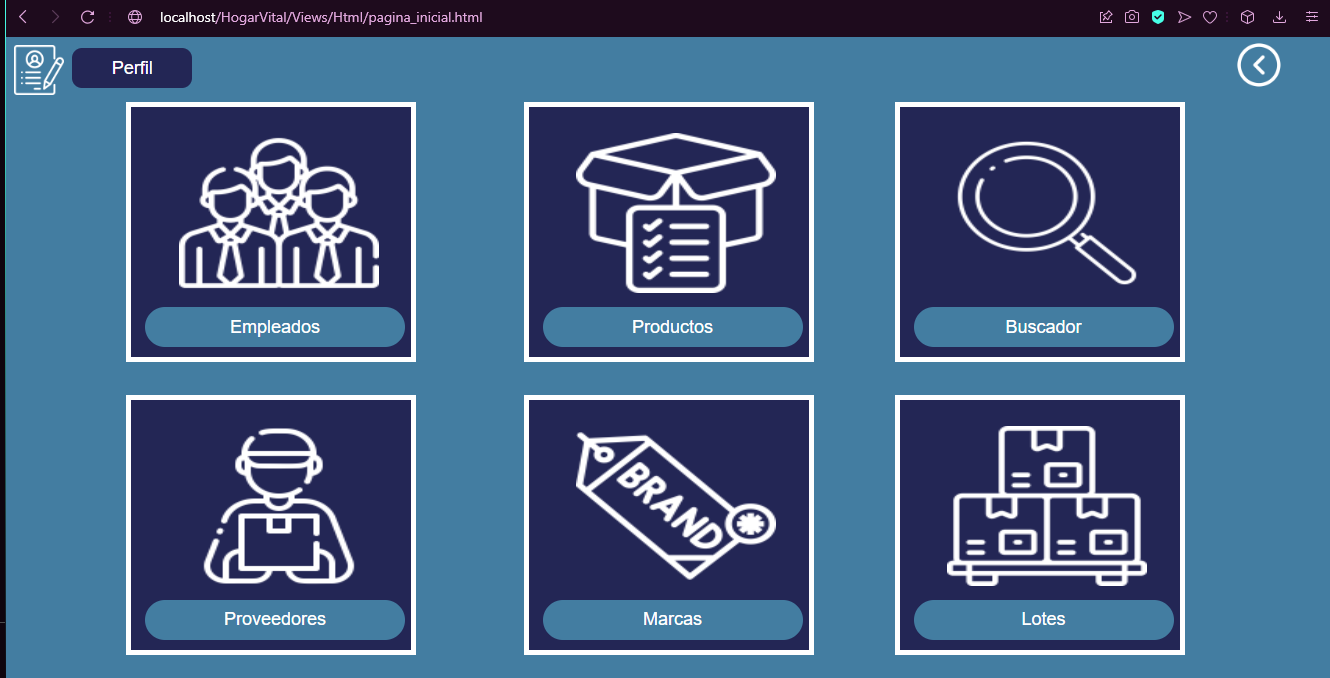 localhost/HogarVital/Views/Html/pagina_inicial.html
Perfil
Empleados
Productos
Buscador
BRAND
Proveedores
Marcas
Lotes